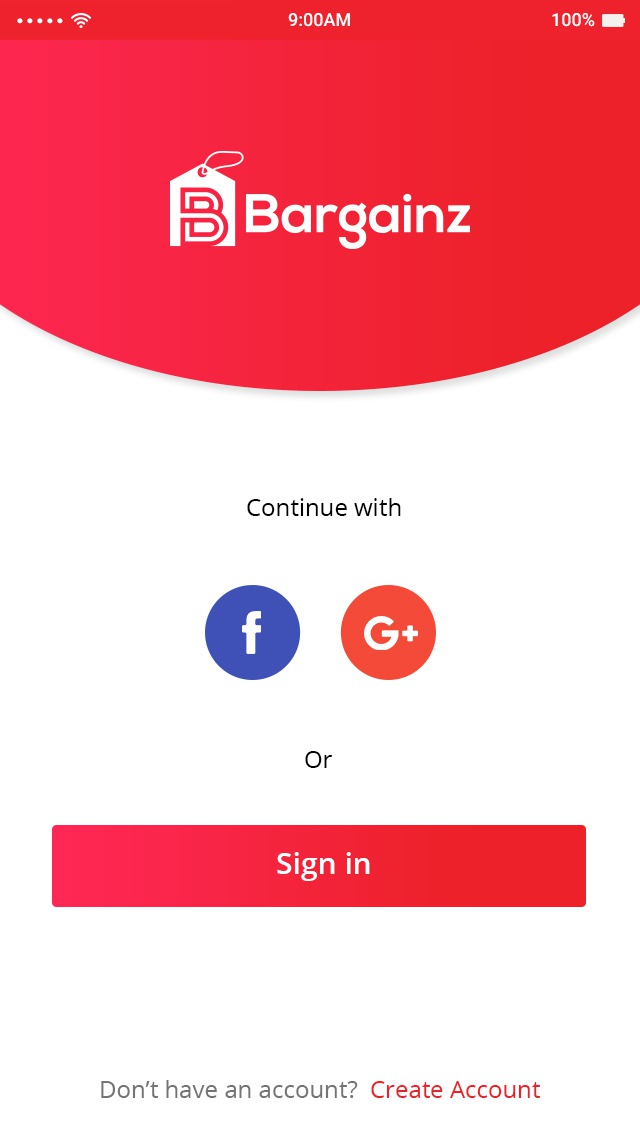 9:00AM 100%
B Bargainz
Continue with
f G+
Or
Sign in
Don’t have an account? Create Account